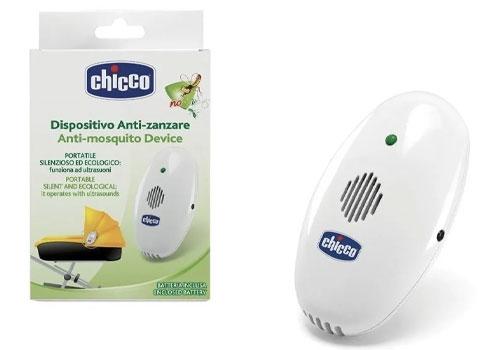 chicco
no
Dispositivo Anti-zanzare
Anti-mosquito Device
PORTATILE
SILENZIOSO ED ECOLOGICO:
funziona ad ultrasuoni
PORTABLE
SILENT AND ECOLOGICAL:
it operates with ultrasounds
BATTERIA INCLUSA
ENCLOSED BATTERY
chicco